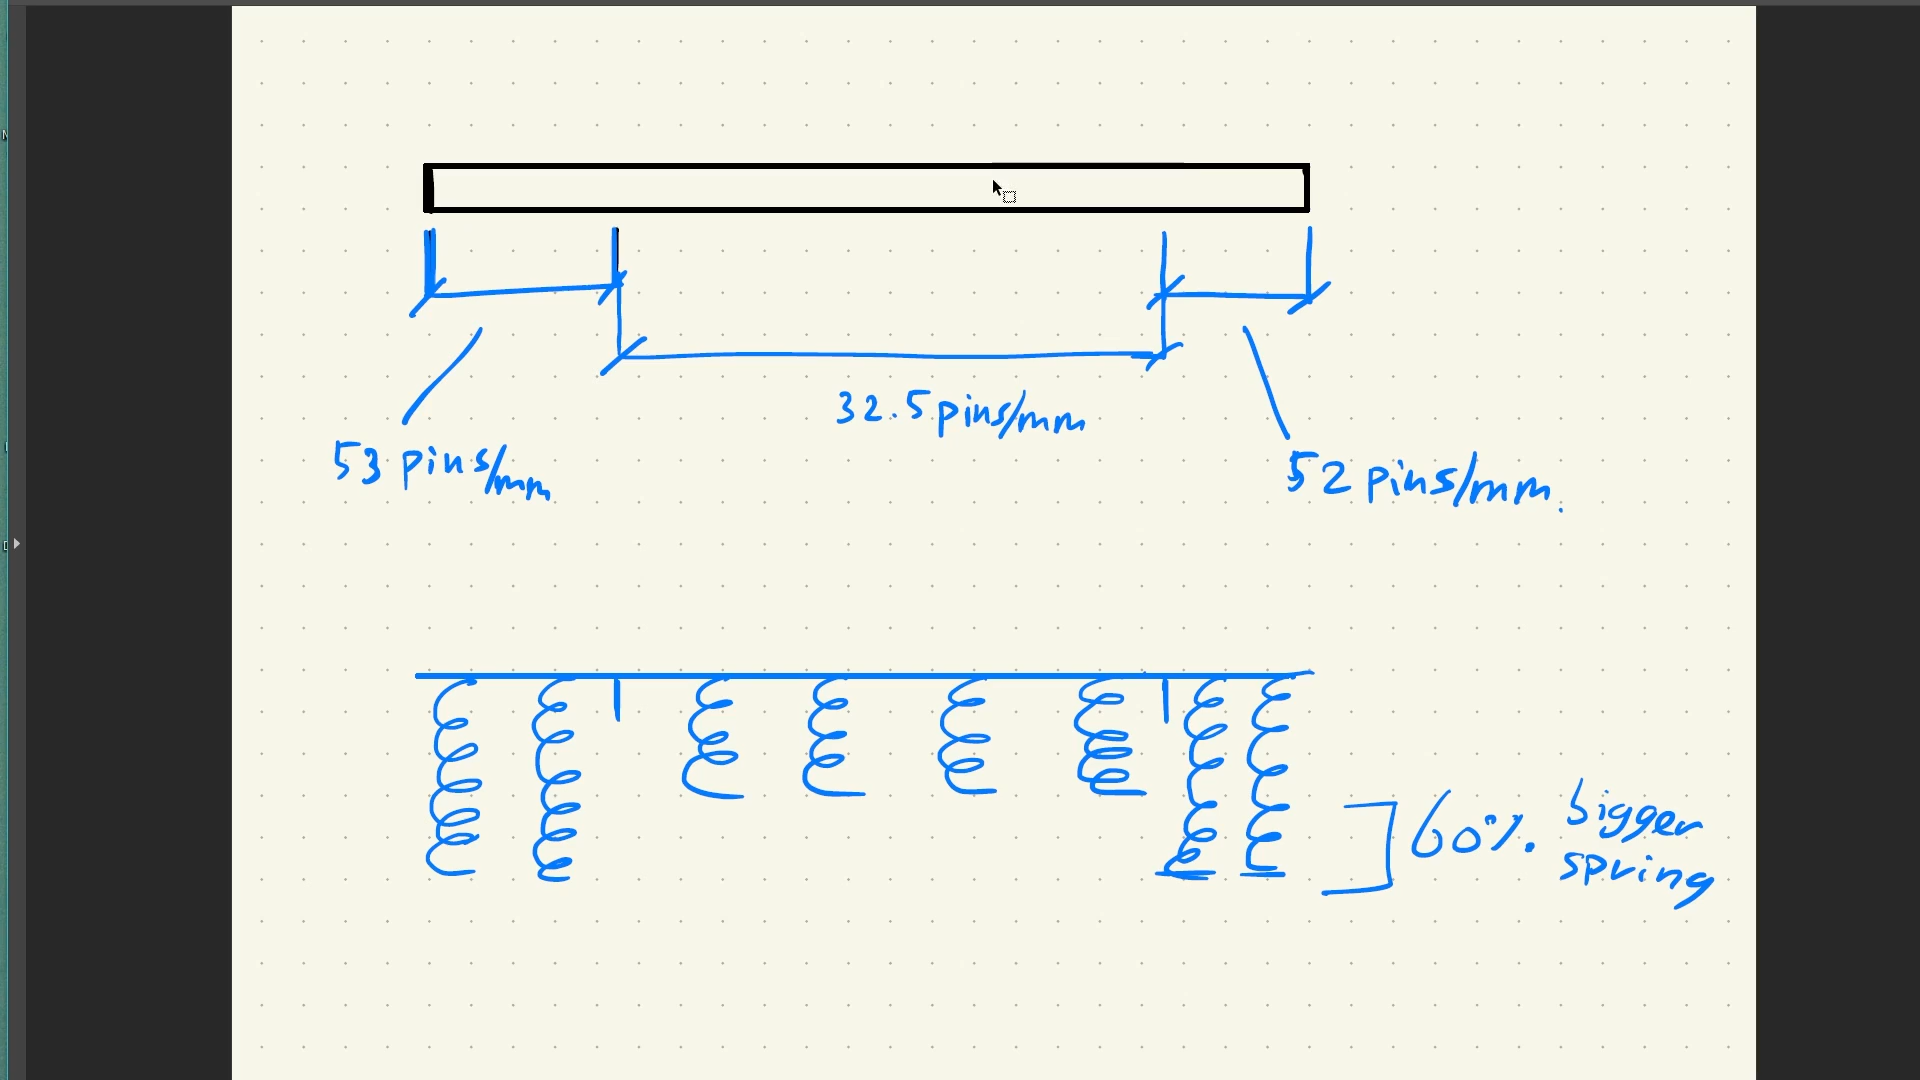 32.5 pins/mm
53 pins/mm
52 pins/mm.
60%. bigger
spring